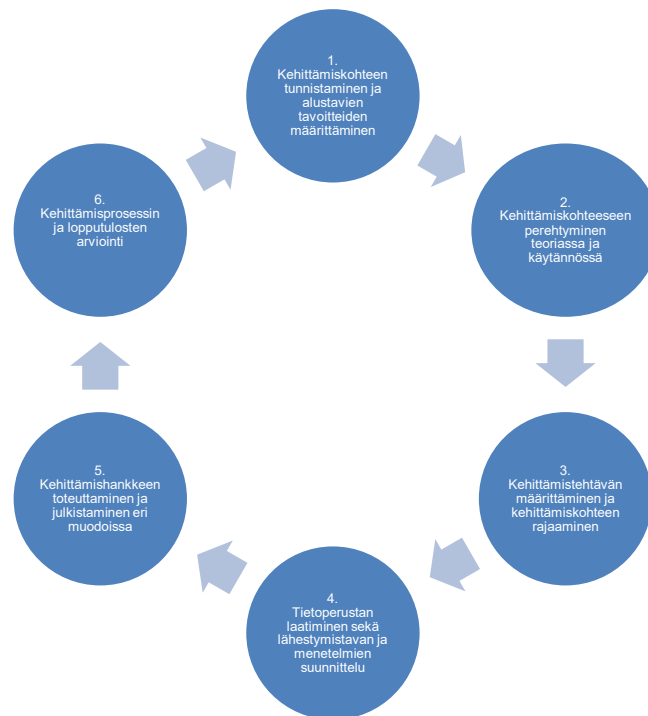 1.
Kehittämiskohteen
tunnistaminen ja
alustavien
tavoitteiden
määrittäminen
2.
Kehittämiskohteeseen
perehtyminen
teoriassa ja
käytännössä
3.
Kehittämistehtävän
määrittäminen ja
kehittämiskohteen
rajaaminen
4.
Tietoperustan
laatiminen sekä
lähestymistavan ja
menetelmien
suunnittelu
5.
Kehittämishankkeen
toteuttaminen ja
julkistaminen eri
muodoissa
6.
Kehittämisprosessin
ja lopputulosten
arviointi